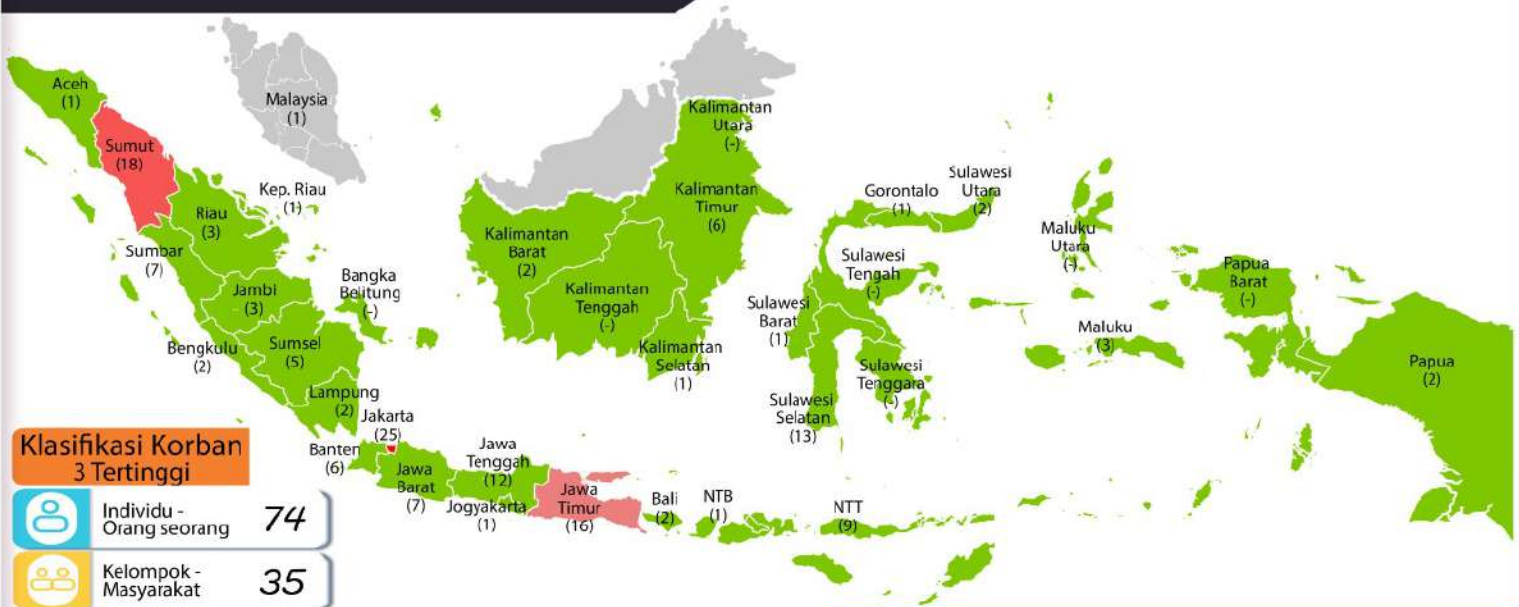 Aceh
(1)
Malaysia
(1)
Sumut
(18)
Kep. Riau
(1)
Riau
(3)
Sumbar
(7)
Jambi
(3)
Bangka
Belitung
(-)
Bengkulu
(2)
Sumsel
(5)
Lampung
(2)
Jakarta
(25)
Banten
(6)
Jawa
Barat
(7)
Jawa
Tenggah
(12)
Jogyakarta
(1)
Jawa
Timur
(16)
Bali
(2)
NTB
(1)
NTT
(9)
Kalimantan
Utara
(-)
Kalimantan
Timur
(6)
Kalimantan
Barat
(2)
Kalimantan
Tenggah
(-)
Kalimantan
Selatan
(1)
Gorontalo
(1)
Sulawesi
Utara
(2)
Sulawesi
Tengah
(-)
Sulawesi
Barat
(1)
Sulawesi
Tenggara
(-)
Sulawesi
Selatan
(13)
Maluku
Utara
(-)
Maluku
(3)
Papua
Barat
(-)
Papua
(2)
Klasifikasi Korban
3 Tertinggi
Individu -
Orang seorang 74
Kelompok -
Masyarakat 35